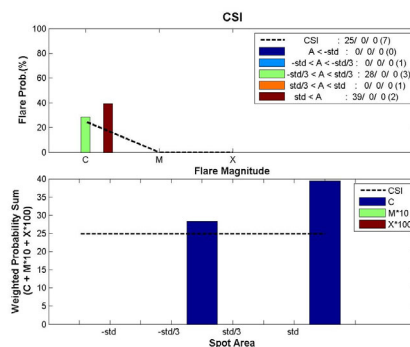 CSI
100
80
60
40
20
0
Flare Prob.(%)
C M X
Flare Magnitude
CSI : 25/ 0/ 0 (7)
A < -std : 0/ 0/ 0 (0)
-std < A < -std/3 : 0/ 0/ 0 (1)
-std/3 < A < std/3 : 28/ 0/ 0 (3)
std/3 < A < std : 0/ 0/ 0 (1)
std < A : 39/ 0/ 0 (2)
40
35
30
25
20
15
10
5
0
Weighted Probability Sum
(C + M*10 + X*100)
-std -std/3 std/3 std
Spot Area
CSI
C
M*10
X*100